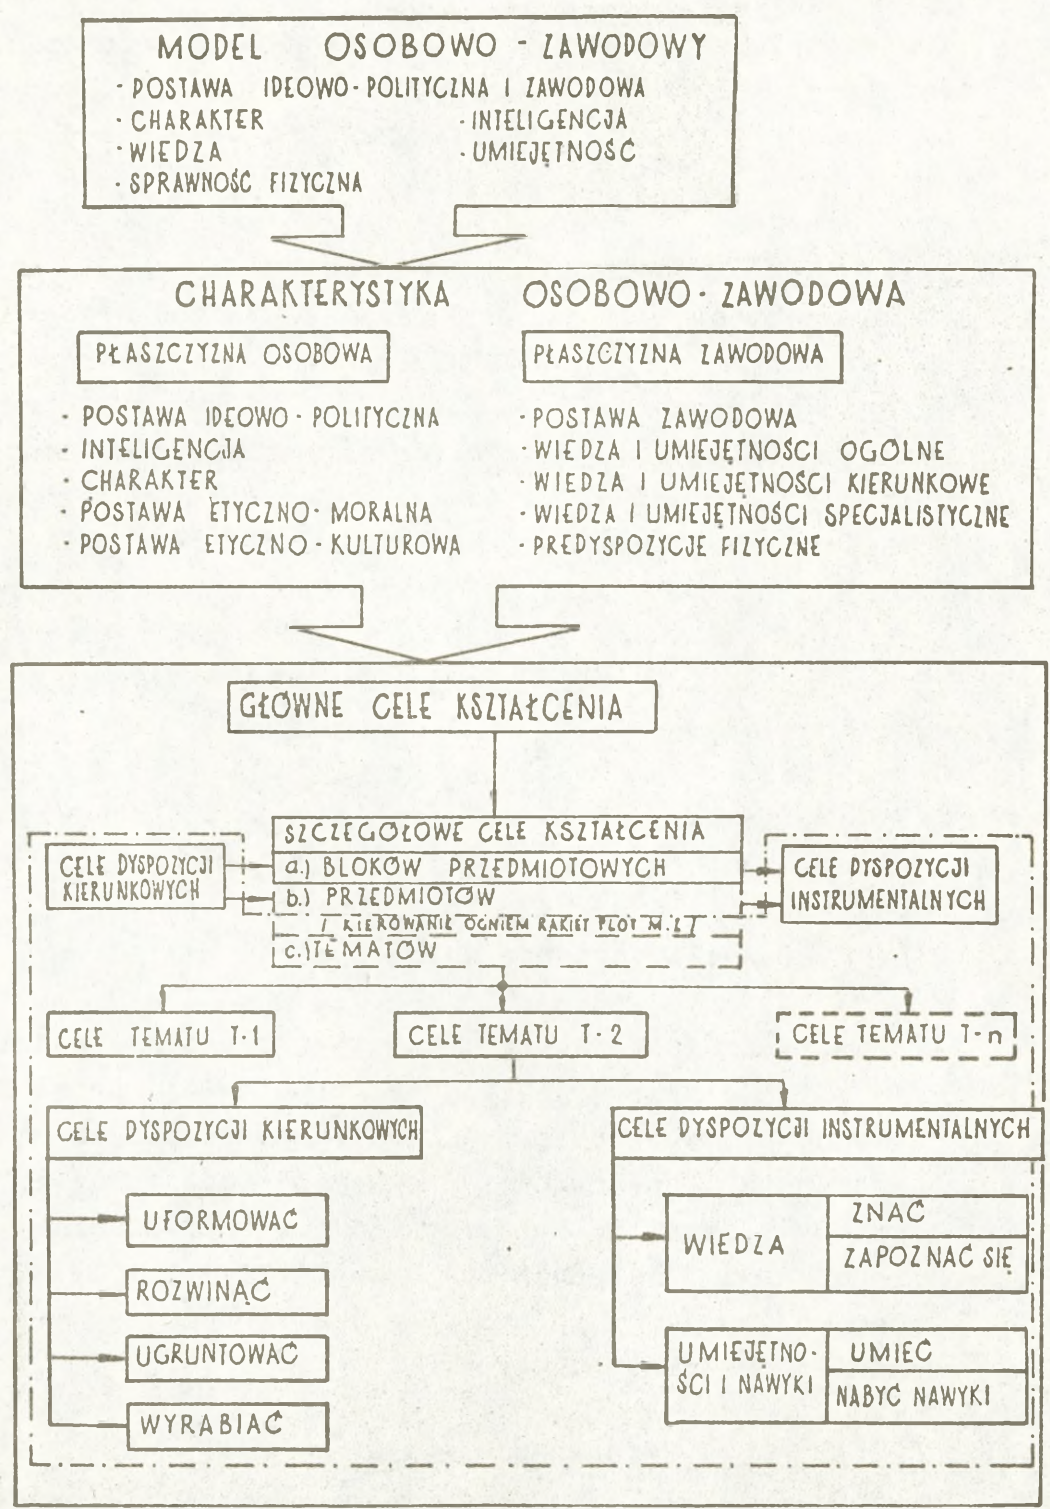 MODEL OSOBOWO - ZAWODOWY
· POSTAWA IDEOWO - POLITYCZNA I ZAWODOWA
· CHARAKTER
· INTELIGENCJA
· WIEDZA
· UMIEJĘTNOŚĆ
· SPRAWNOŚĆ FIZYCZNA
CHARAKTERYSTYKA OSOBOWO - ZAWODOWA
PŁASZCZYZNA OSOBOWA
· POSTAWA IDEOWO - POLITYCZNA
· INTELIGENCJA
· CHARAKTER
· POSTAWA ETYCZNO - MORALNA
· POSTAWA ETYCZNO - KULTUROWA
PŁASZCZYZNA ZAWODOWA
· POSTAWA ZAWODOWA
· WIEDZA I UMIEJĘTNOŚCI OGÓLNE
· WIEDZA I UMIEJĘTNOŚCI KIERUNKOWE
· WIEDZA I UMIEJĘTNOŚCI SPECJALISTYCZNE
· PREDYSPOZYCJE FIZYCZNE
GŁÓWNE CELE KSZTAŁCENIA
CELE DYSPOZYCJI
KIERUNKOWYCH
SZCZEGÓŁOWE CELE KSZTAŁCENIA
a.) BLOKÓW PRZEDMIOTOWYCH
b.) PRZEDMIOTÓW
/ KIEROWANIE OGNIEM RAKIET PLOT M.Z /
c.) TEMATÓW
CELE DYSPOZYCJI
INSTRUMENTALNYCH
CELE TEMATU T-1
CELE TEMATU T-2
CELE TEMATU T-n
CELE DYSPOZYCJI KIERUNKOWYCH
UFORMOWAĆ
ROZWINĄĆ
UGRUNTOWAĆ
WYRABIAĆ
CELE DYSPOZYCJI INSTRUMENTALNYCH
WIEDZA
ZNAĆ
ZAPOZNAĆ SIĘ
UMIEJĘTNO-
ŚCI I NAWYKI
UMIEĆ
NABYĆ NAWYKI